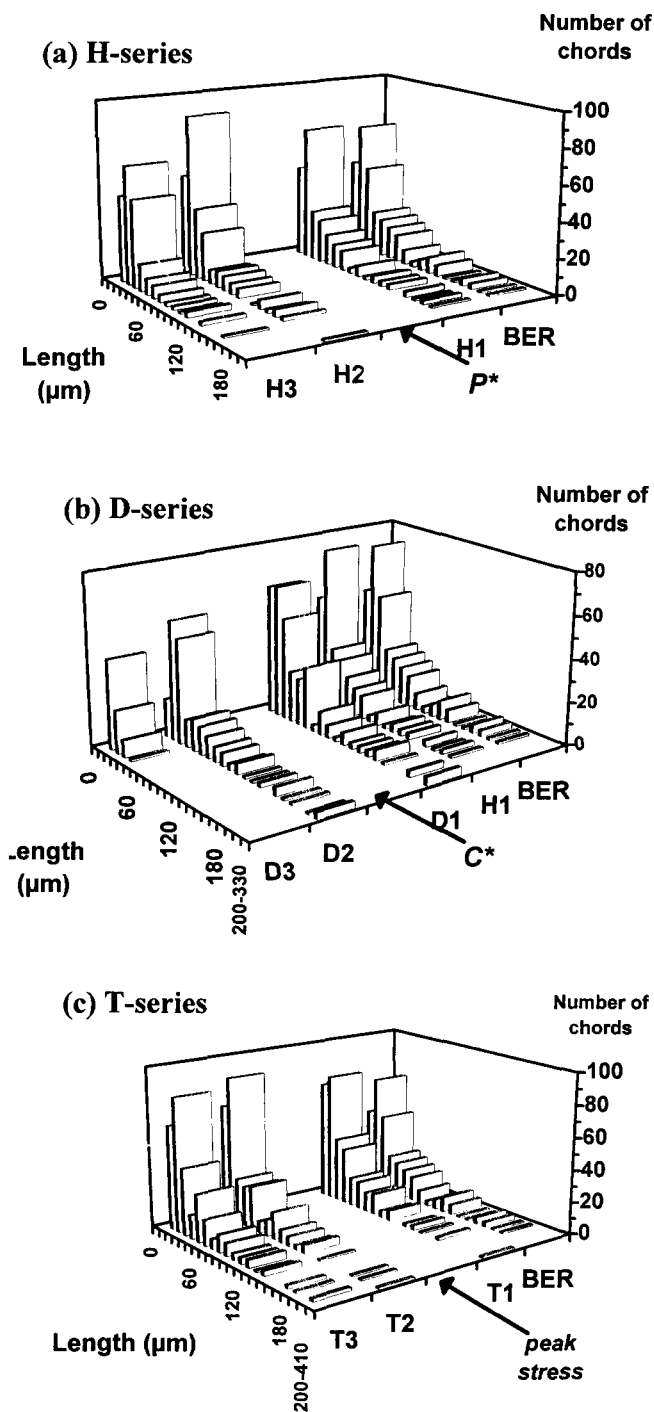 (a) H-series
Number of
chords
100
80
60
40
20
0
0
60
120
180
Length
(µm)
H3
H2
H1
BER
P*
(b) D-series
Number of
chords
80
60
40
20
0
0
60
120
180
200-330
.ength
(µm)
D3
D2
D1
H1
BER
C*
(c) T-series
Number of
chords
100
80
60
40
20
0
0
60
120
180
200-410
Length (µm)
T3
T2
T1
BER
peak
stress